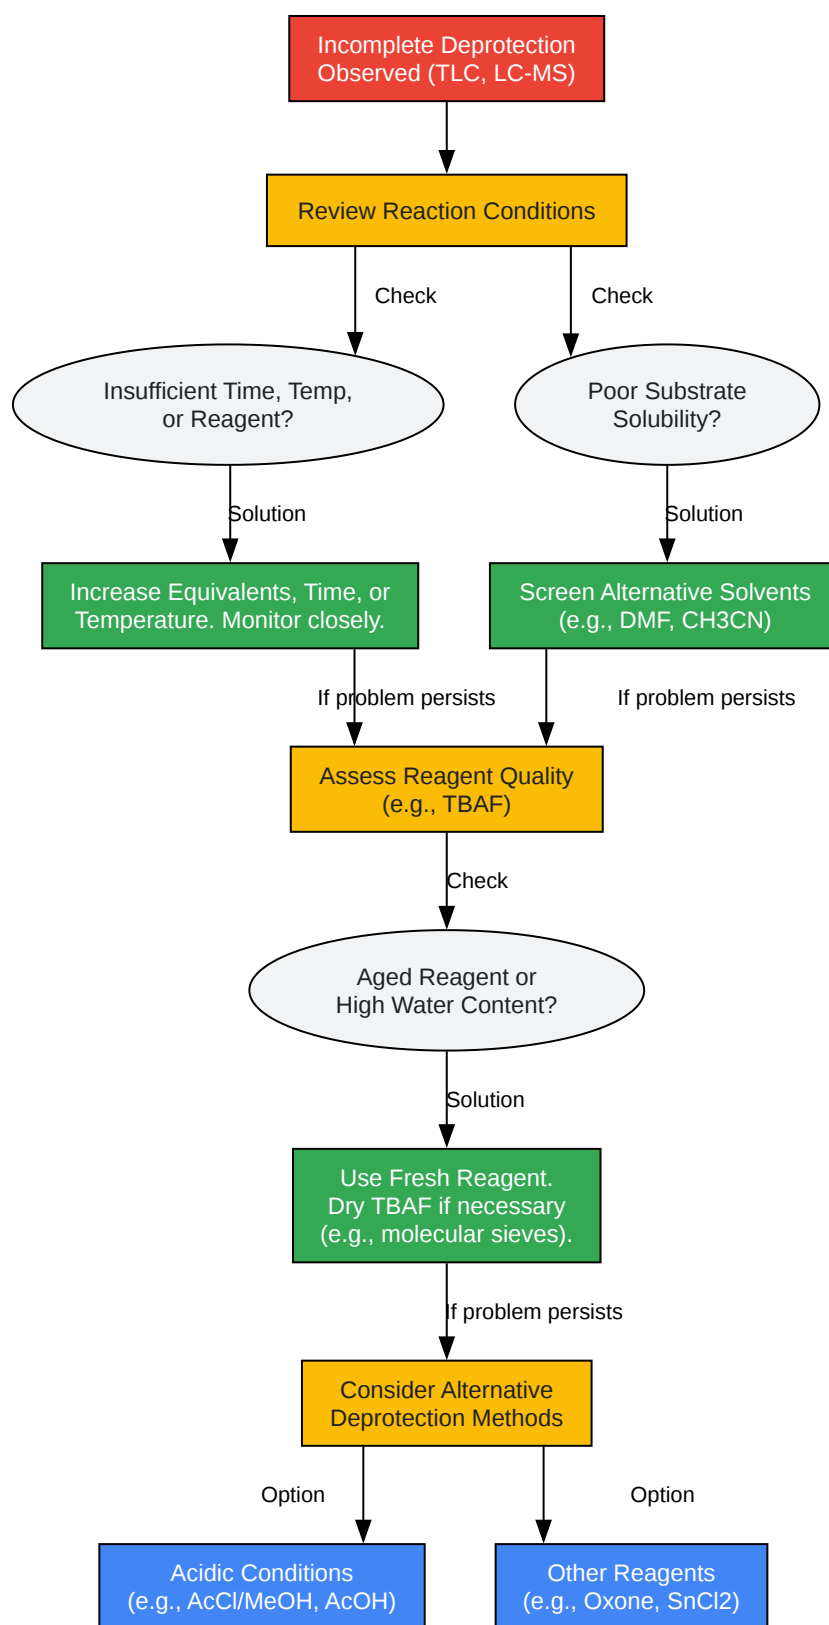 Incomplete Deprotection
Observed (TLC, LC-MS)
Review Reaction Conditions
Check
Check
Insufficient Time, Temp,
or Reagent?
Poor Substrate
Solubility?
Solution
Solution
Increase Equivalents, Time, or
Temperature. Monitor closely.
Screen Alternative Solvents
(e.g., DMF, CH3CN)
If problem persists
If problem persists
Assess Reagent Quality
(e.g., TBAF)
Check
Aged Reagent or
High Water Content?
Solution
Use Fresh Reagent.
Dry TBAF if necessary
(e.g., molecular sieves).
If problem persists
Consider Alternative
Deprotection Methods
Option
Option
Acidic Conditions
(e.g., AcCl/MeOH, AcOH)
Other Reagents
(e.g., Oxone, SnCl2)